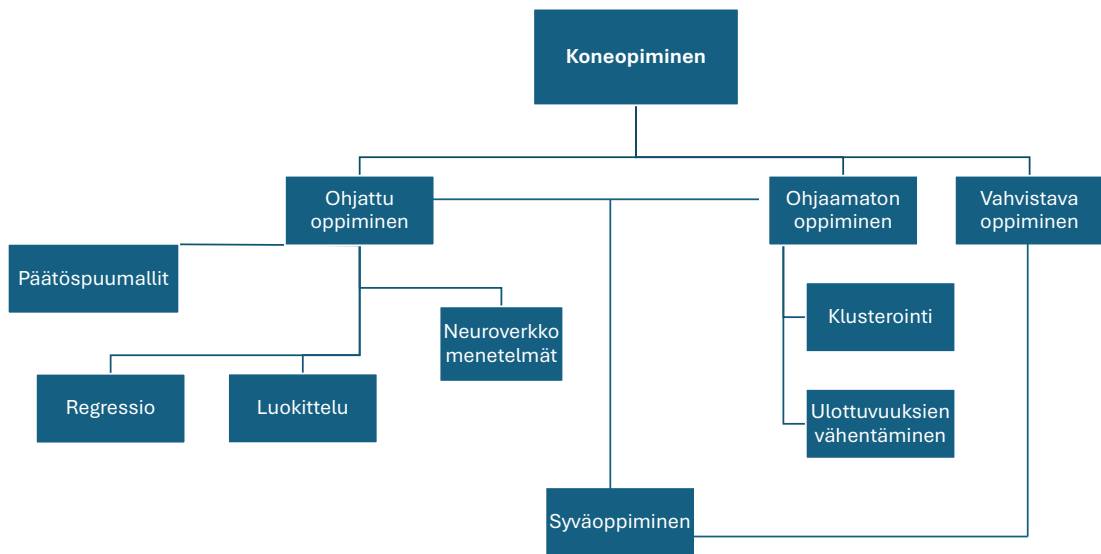 Koneopiminen
Ohjattu
oppiminen
Ohjaamaton
oppiminen
Vahvistava
oppiminen
Päätöspuumallit
Neuroverkko
menetelmät
Klusterointi
Regressio
Luokittelu
Ulottuvuuksien
vähentäminen
Syväoppiminen